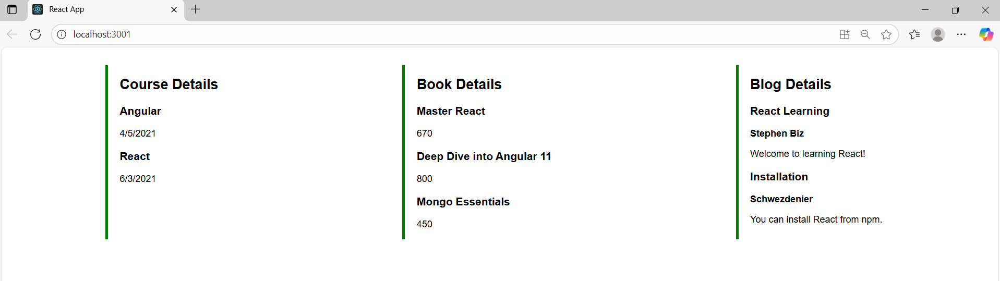 React App
localhost:3001
Course Details
Angular
4/5/2021
React
6/3/2021
Book Details
Master React
670
Deep Dive into Angular 11
800
Mongo Essentials
450
Blog Details
React Learning
Stephen Biz
Welcome to learning React!
Installation
Schwezdenier
You can install React from npm.